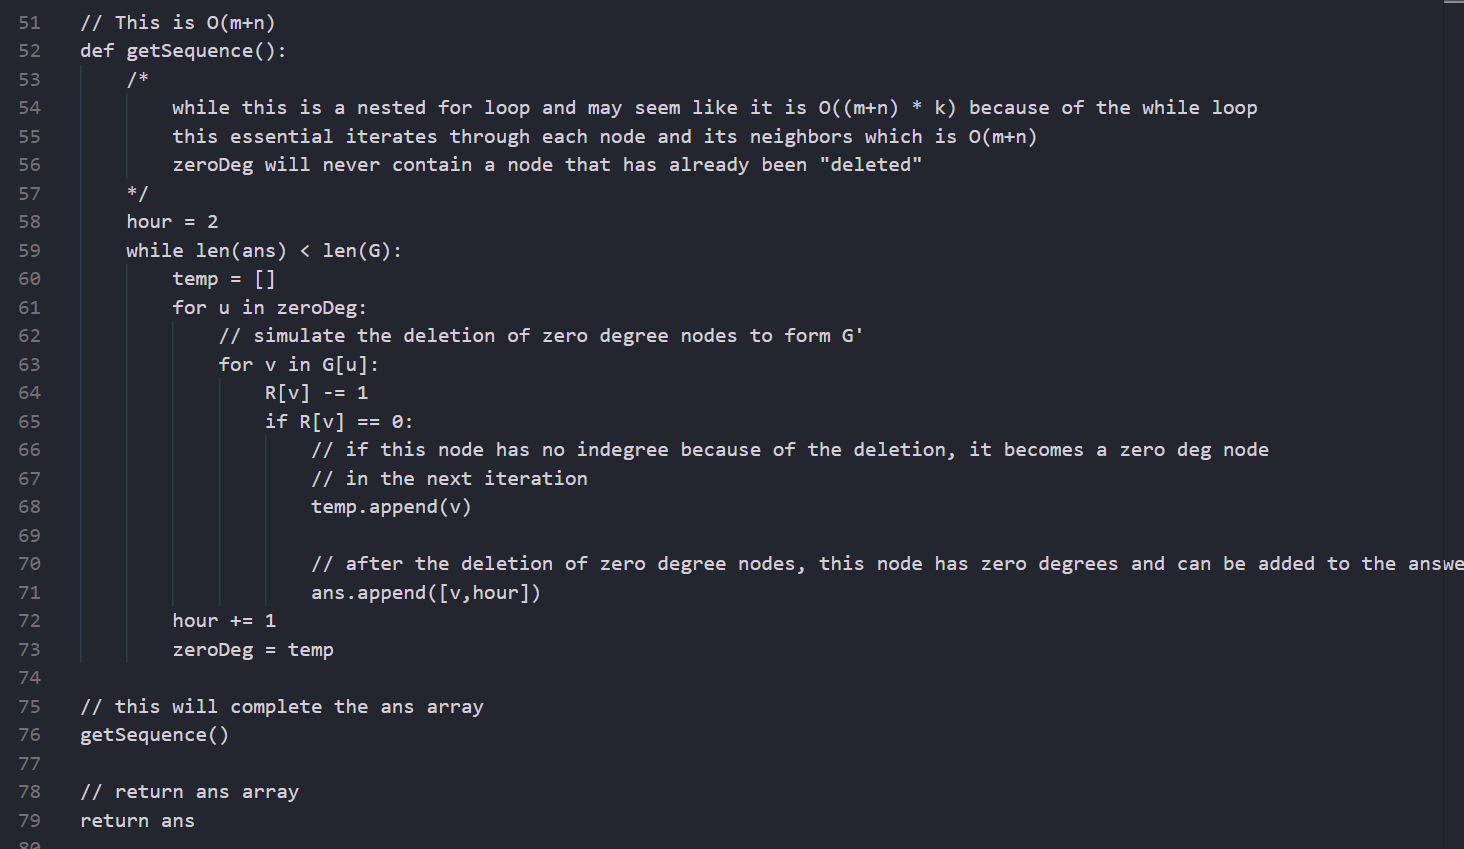 51 // This is O(m+n)
52 def getSequence():
53     /*
54         while this is a nested for loop and may seem like it is O((m+n) * k) because of the while loop
55         this essential iterates through each node and its neighbors which is O(m+n)
56         zeroDeg will never contain a node that has already been "deleted"
57     */
58     hour = 2
59     while len(ans) < len(G):
60         temp = []
61         for u in zeroDeg:
62             // simulate the deletion of zero degree nodes to form G'
63             for v in G[u]:
64                 R[v] -= 1
65                 if R[v] == 0:
66                     // if this node has no indegree because of the deletion, it becomes a zero deg node
67                     // in the next iteration
68                     temp.append(v)
69
70                     // after the deletion of zero degree nodes, this node has zero degrees and can be added to the answe
71                     ans.append([v,hour])
72         hour += 1
73         zeroDeg = temp
74
75 // this will complete the ans array
76 getSequence()
77
78 // return ans array
79 return ans
80